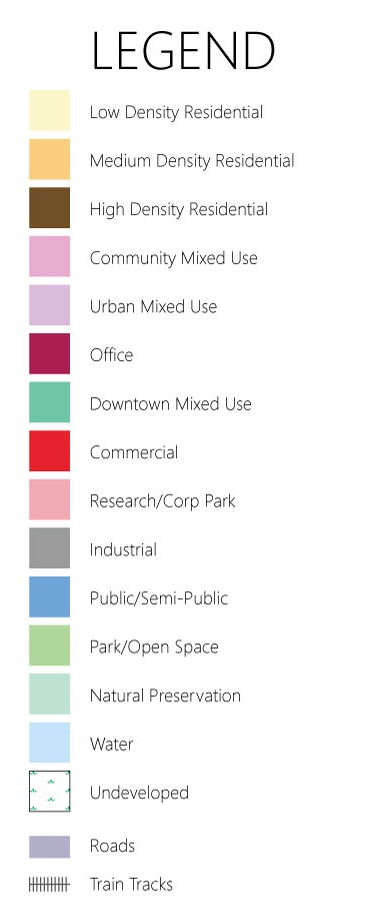 LEGEND
Low Density Residential
Medium Density Residential
High Density Residential
Community Mixed Use
Urban Mixed Use
Office
Downtown Mixed Use
Commercial
Research/Corp Park
Industrial
Public/Semi-Public
Park/Open Space
Natural Preservation
Water
Undeveloped
Roads
Train Tracks